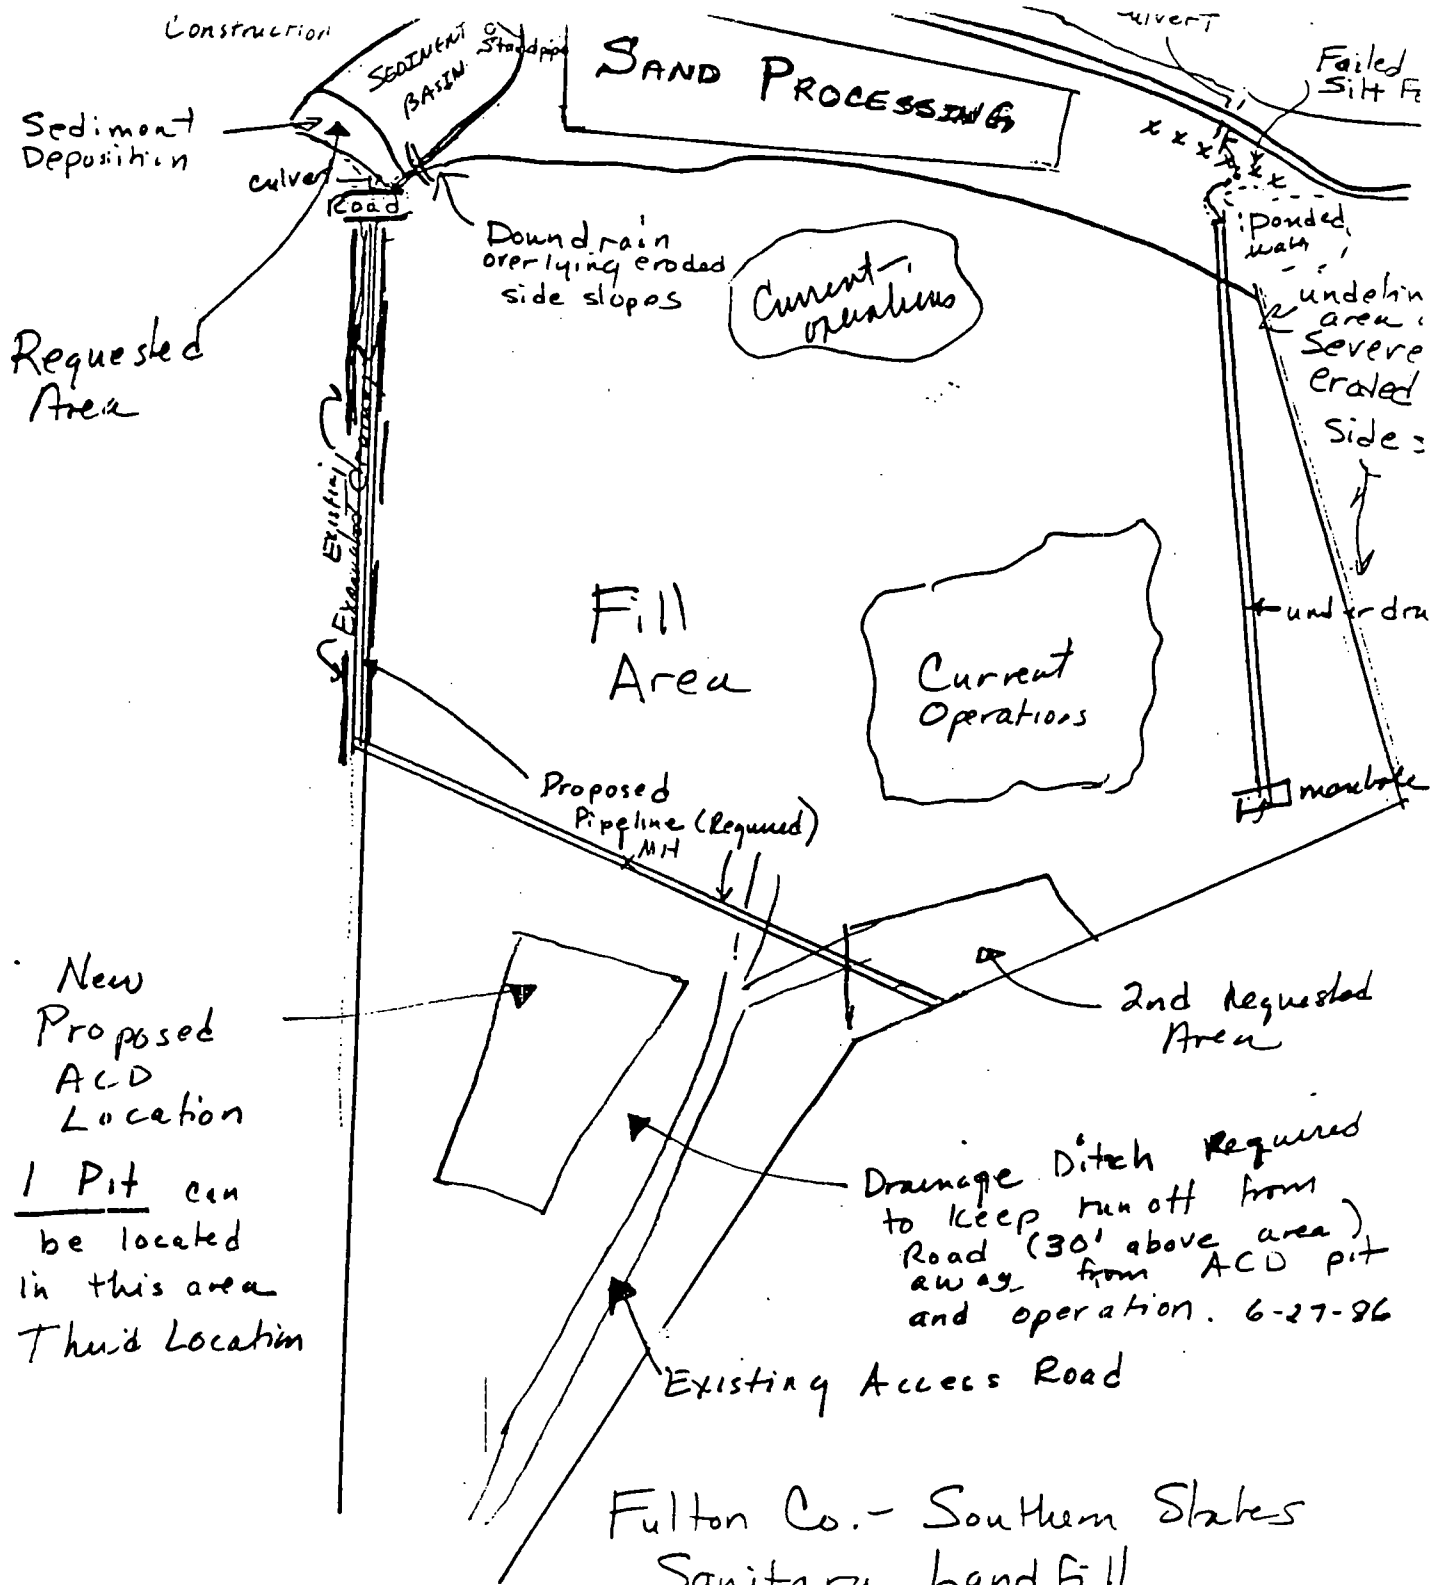 Construction
SEDIMENT
BASIN
Standpipe
SAND PROCESSING
Failed
Silt
Sediment
Deposition
culvert
Road
Downdrain
overlying eroded
side slopes
Current
operations
ponded
area
Severe
eroded
Side
Requested
Area
Existing
Fill
Area
Current
Operations
manhole
Proposed
Pipeline (Required)
MH
New
Proposed
ACD
Location
1 Pit can
be located
in this area
Third Location
2nd Requested
Area
Drainage Ditch Required
to keep runoff from
Road (30' above area)
away from ACD pit
and operation. 6-27-86
Existing Access Road
Fulton Co. - Southern States
Sanitary Landfill